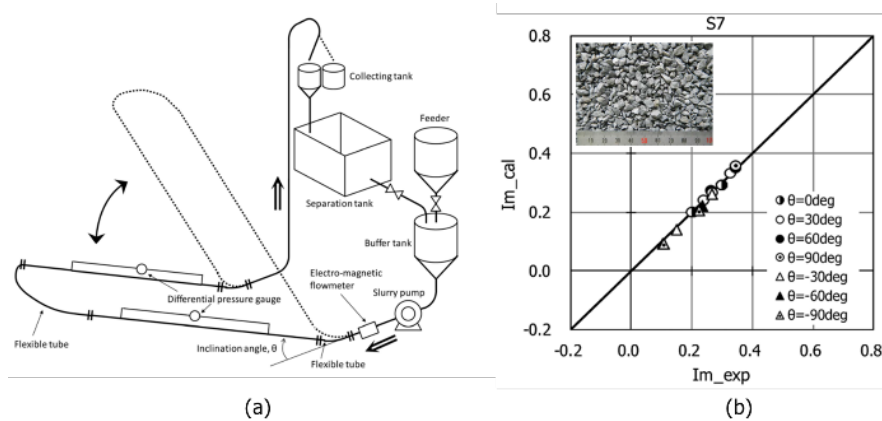 Collecting tank
Feeder
Separation tank
Buffer tank
Electro-magnetic
flowmeter
Slurry pump
Differential pressure gauge
Flexible tube
Inclination angle, θ
Flexible tube
(a)
S7
Im_cal
0.8
0.6
0.4
0.2
0.0
-0.2
-0.2
0.0
0.2
0.4
0.6
0.8
Im_exp
θ=0deg
θ=30deg
θ=60deg
θ=90deg
θ=-30deg
θ=-60deg
θ=-90deg
(b)